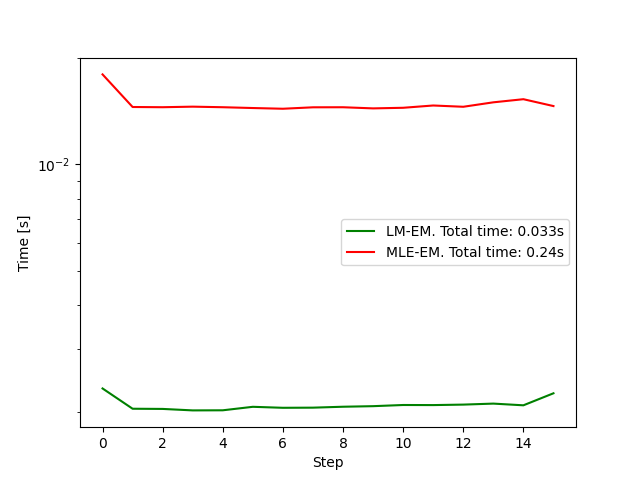 10⁻²
Time [s]
LM-EM. Total time: 0.033s
MLE-EM. Total time: 0.24s
0 2 4 6 8 10 12 14
Step